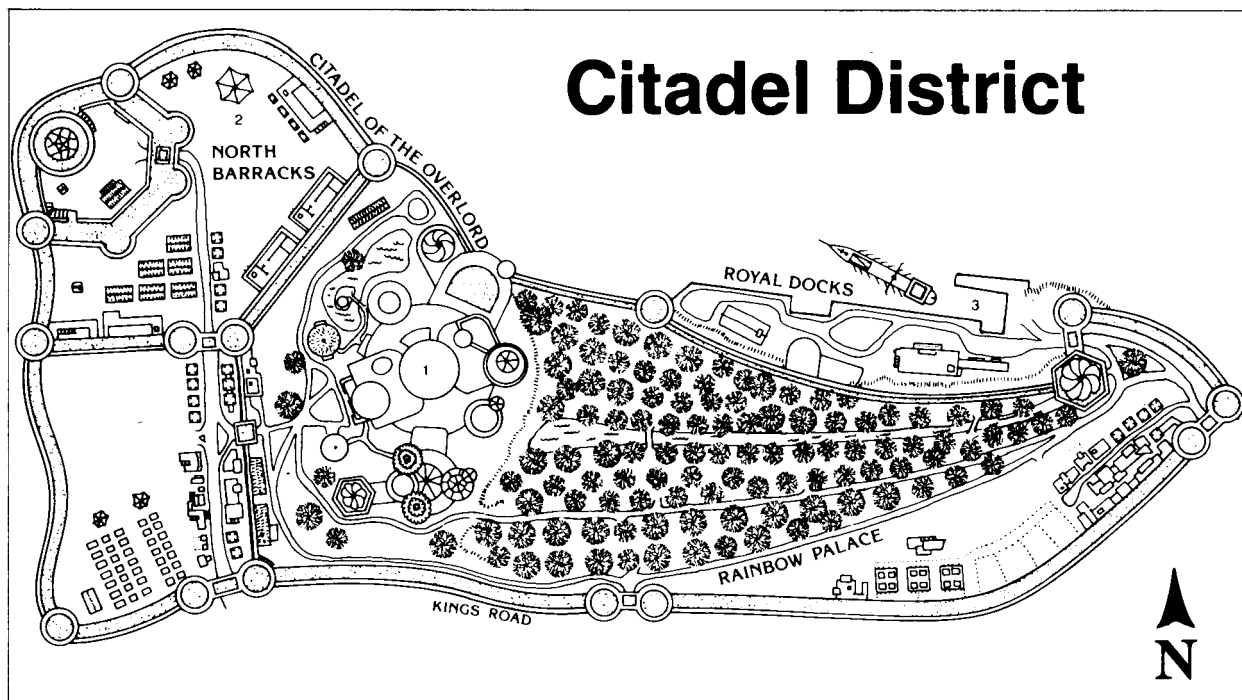 Citadel District
CITADEL OF THE OVERLORD
2
NORTH
BARRACKS
ROYAL DOCKS
3
1
RAINBOW PALACE
KINGS ROAD
N